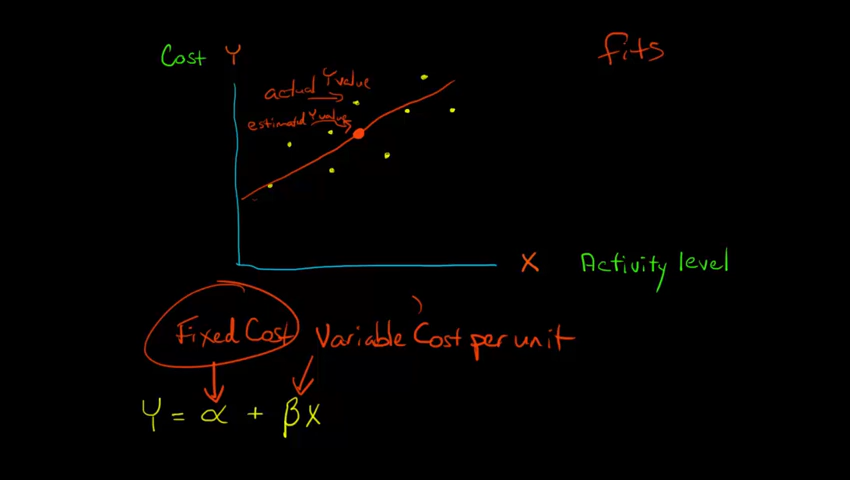 Cost Y
fits
actual Y value
estimated Y value
X Activity level
Fixed Cost Variable Cost per unit
Y = α + βX